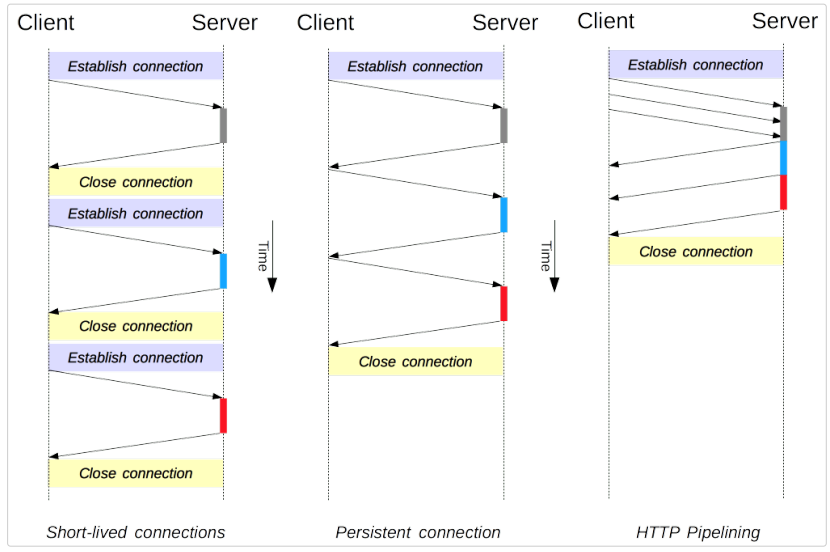 Client Server
Establish connection
Close connection
Establish connection
Close connection
Establish connection
Close connection
Time
Short-lived connections
Client Server
Establish connection
Close connection
Time
Persistent connection
Client Server
Establish connection
Close connection
HTTP Pipelining